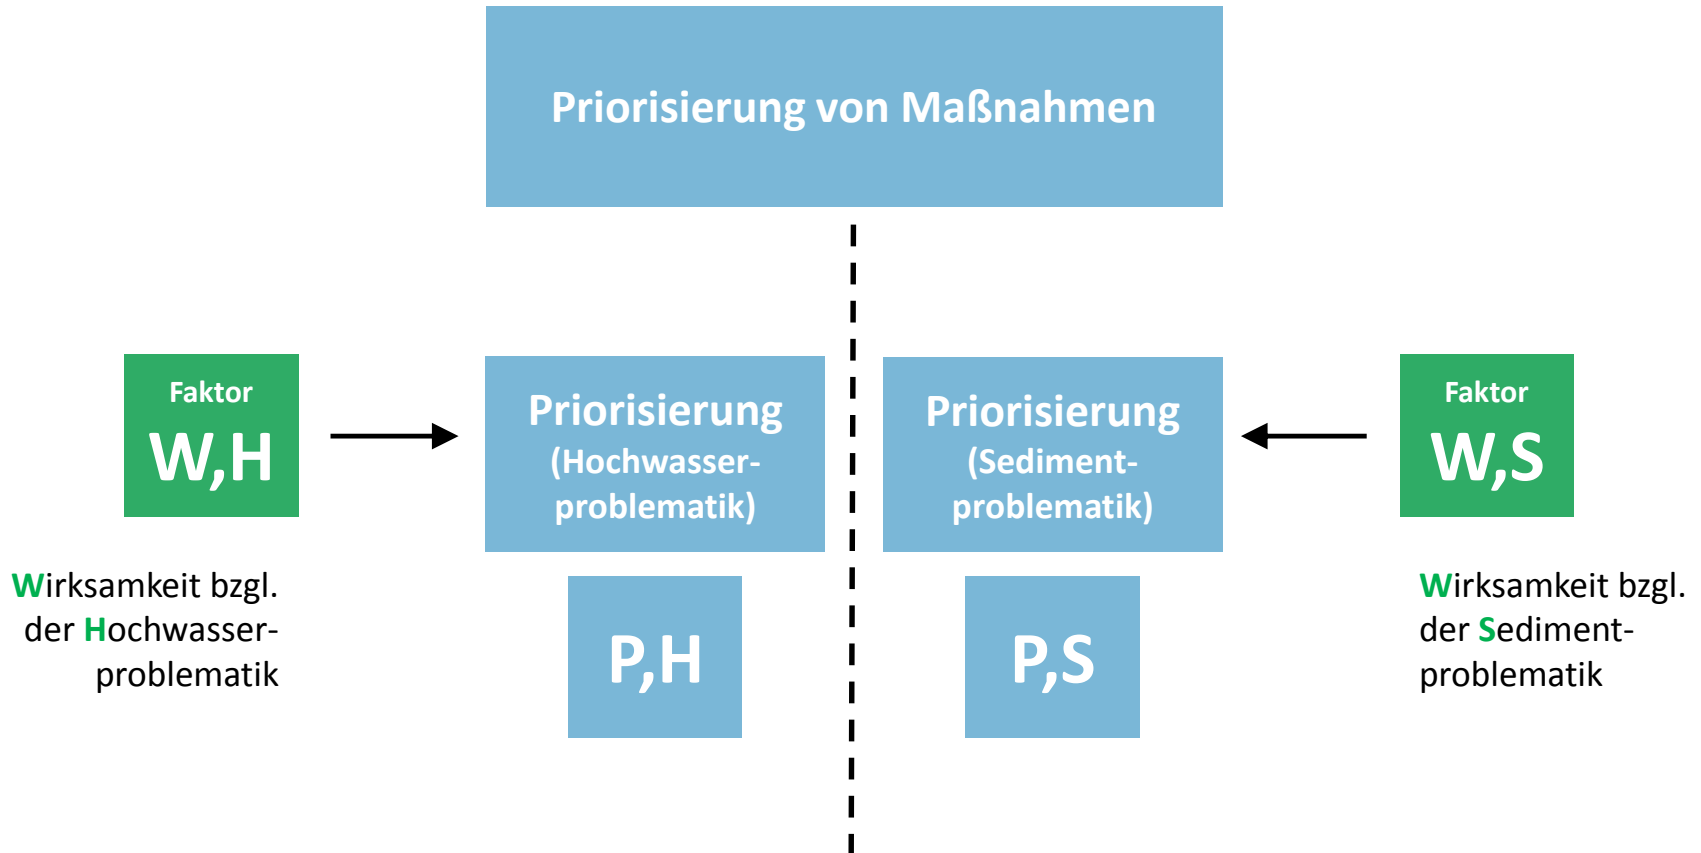 Priorisierung von Maßnahmen
Faktor
W,H
Wirksamkeit bzgl.
der Hochwasser-
problematik
Priorisierung
(Hochwasser-
problematik)
P,H
Priorisierung
(Sediment-
problematik)
P,S
Faktor
W,S
Wirksamkeit bzgl.
der Sediment-
problematik